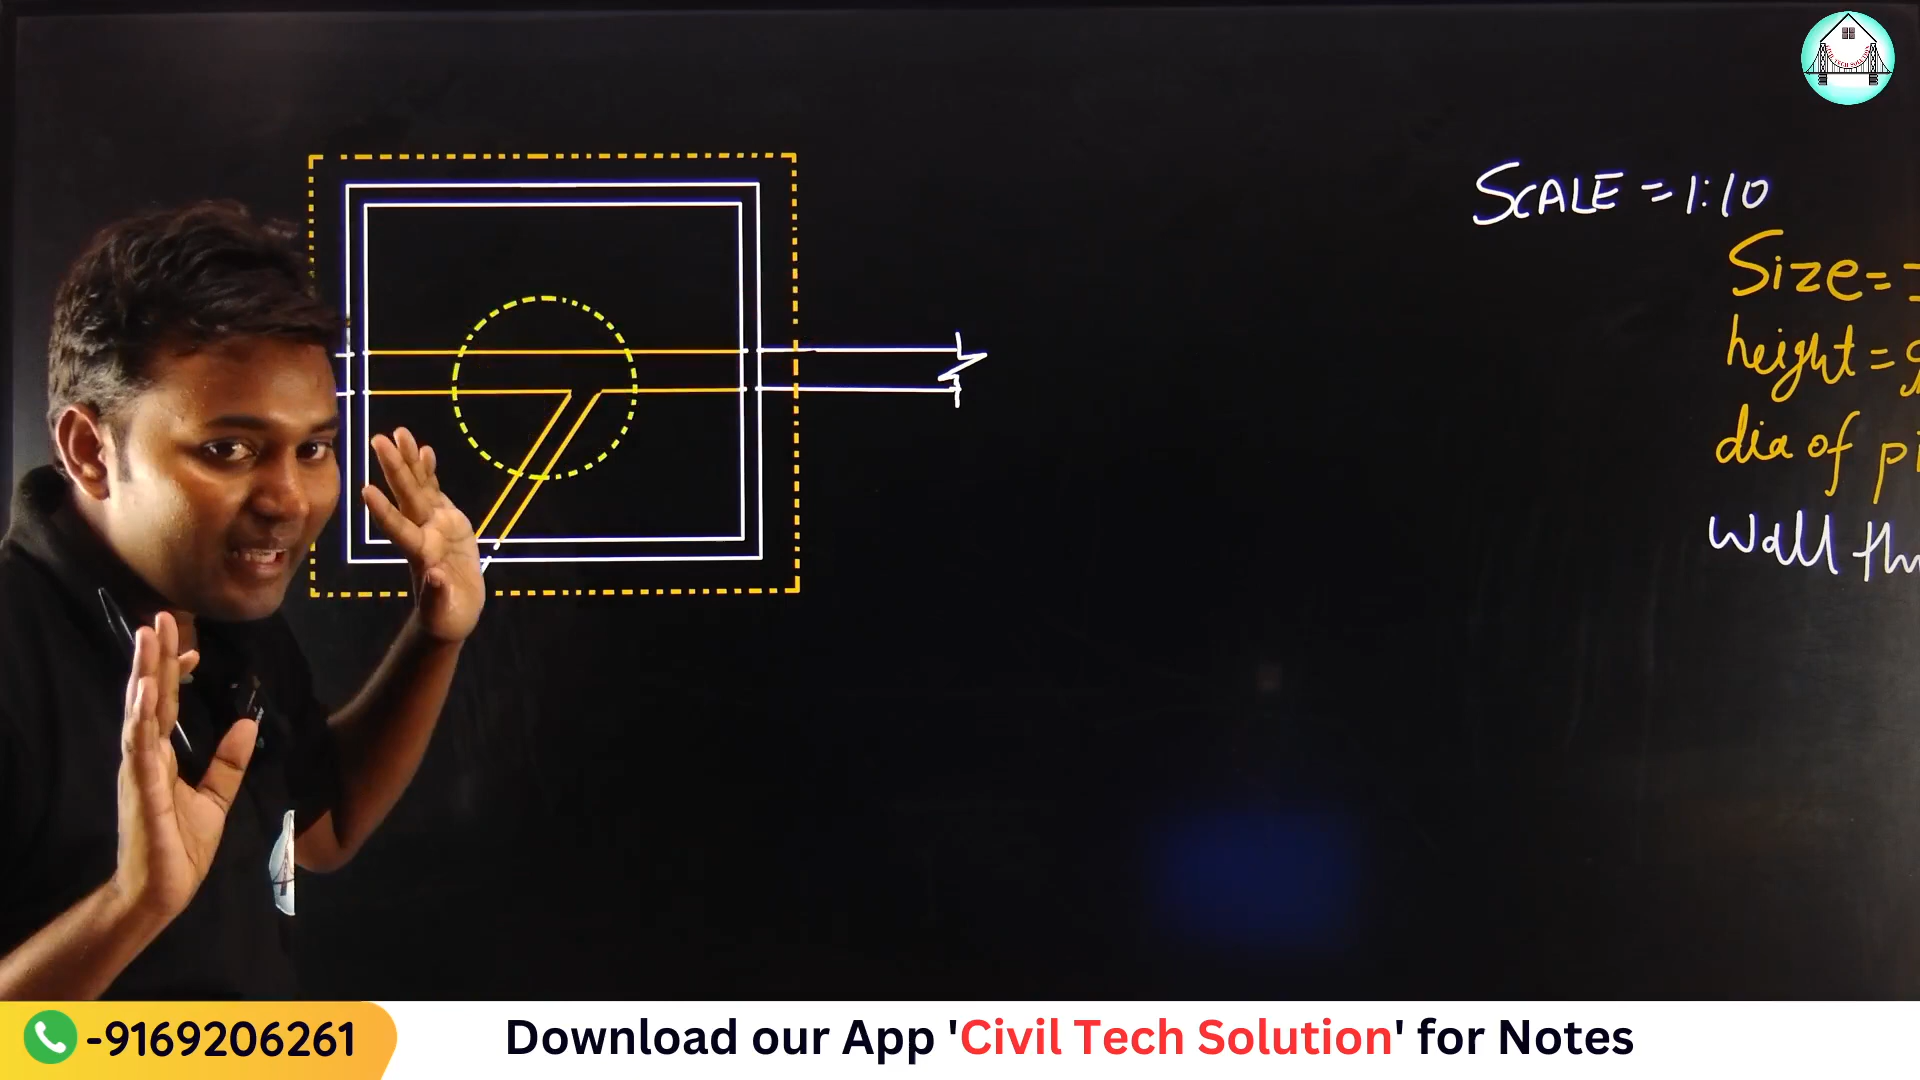 SCALE = 1:10
Size =
height =
dia of
Wall
-9169206261
Download our App 'Civil Tech Solution' for Notes